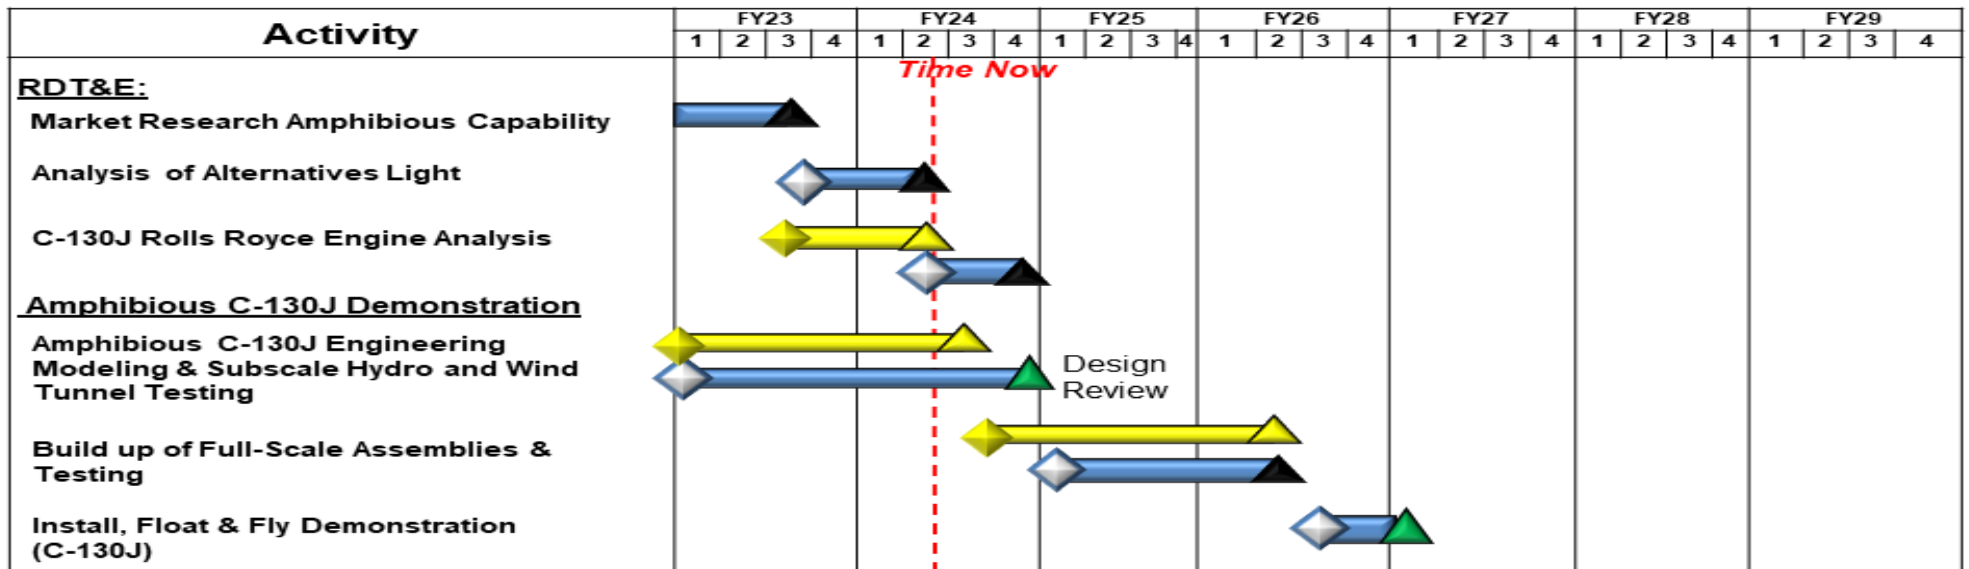 Activity
FY23 FY24 FY25 FY26 FY27 FY28 FY29
1 2 3 4 1 2 3 4 1 2 3 4 1 2 3 4 1 2 3 4 1 2 3 4 1 2 3 4
Time Now
RDT&E:
Market Research Amphibious Capability
Analysis of Alternatives Light
C-130J Rolls Royce Engine Analysis
Amphibious C-130J Demonstration
Amphibious C-130J Engineering
Modeling & Subscale Hydro and Wind
Tunnel Testing
Design
Review
Build up of Full-Scale Assemblies &
Testing
Install, Float & Fly Demonstration
(C-130J)